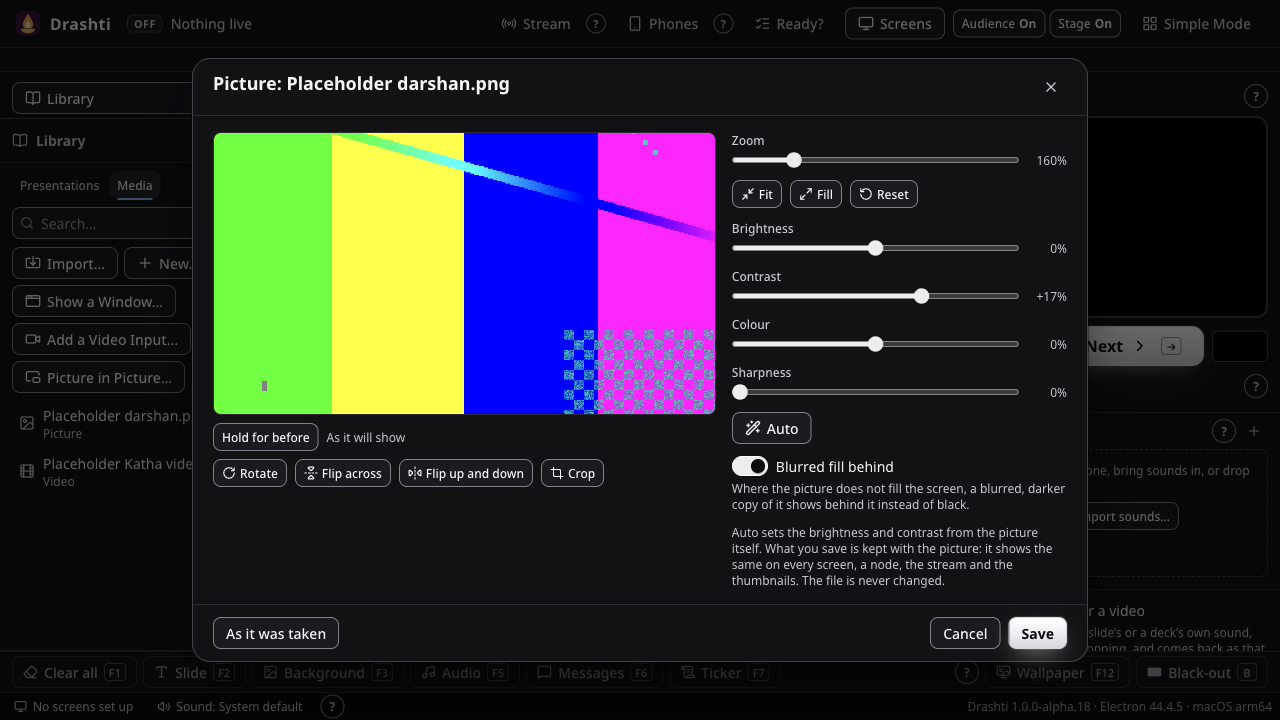 Drashti OFF Nothing live Stream ? Phones ? Ready? Screens Audience On Stage On Simple Mode
Picture: Placeholder darshan.png
Library ?
Library
Presentations Media
Search...
Import... New.
Show a Window...
Add a Video Input...
Picture in Picture...
Placeholder darshan.p
Picture
Placeholder Katha vide
Video
Hold for before As it will show
Rotate Flip across Flip up and down Crop
Zoom
160%
Fit Fill Reset
Brightness
0%
Contrast
+17%
Colour
0%
Sharpness
0%
Auto
Blurred fill behind
Where the picture does not fill the screen, a blurred, darker
copy of it shows behind it instead of black.
Auto sets the brightness and contrast from the picture
itself. What you save is kept with the picture: it shows the
same on every screen, a node, the stream and the
thumbnails. The file is never changed.
As it was taken Cancel Save
Next
?
?
one, bring sounds in, or drop
port sounds...
r a video
slide's or a deck's own sound,
Clear all F1 Slide F2 Background F3 Audio F5 Messages F6 Ticker F7 ? Wallpaper F12 Black-out B
No screens set up Sound: System default ? Drashti 1.0.0-alpha.18 · Electron 44.4.5 · macOS arm64